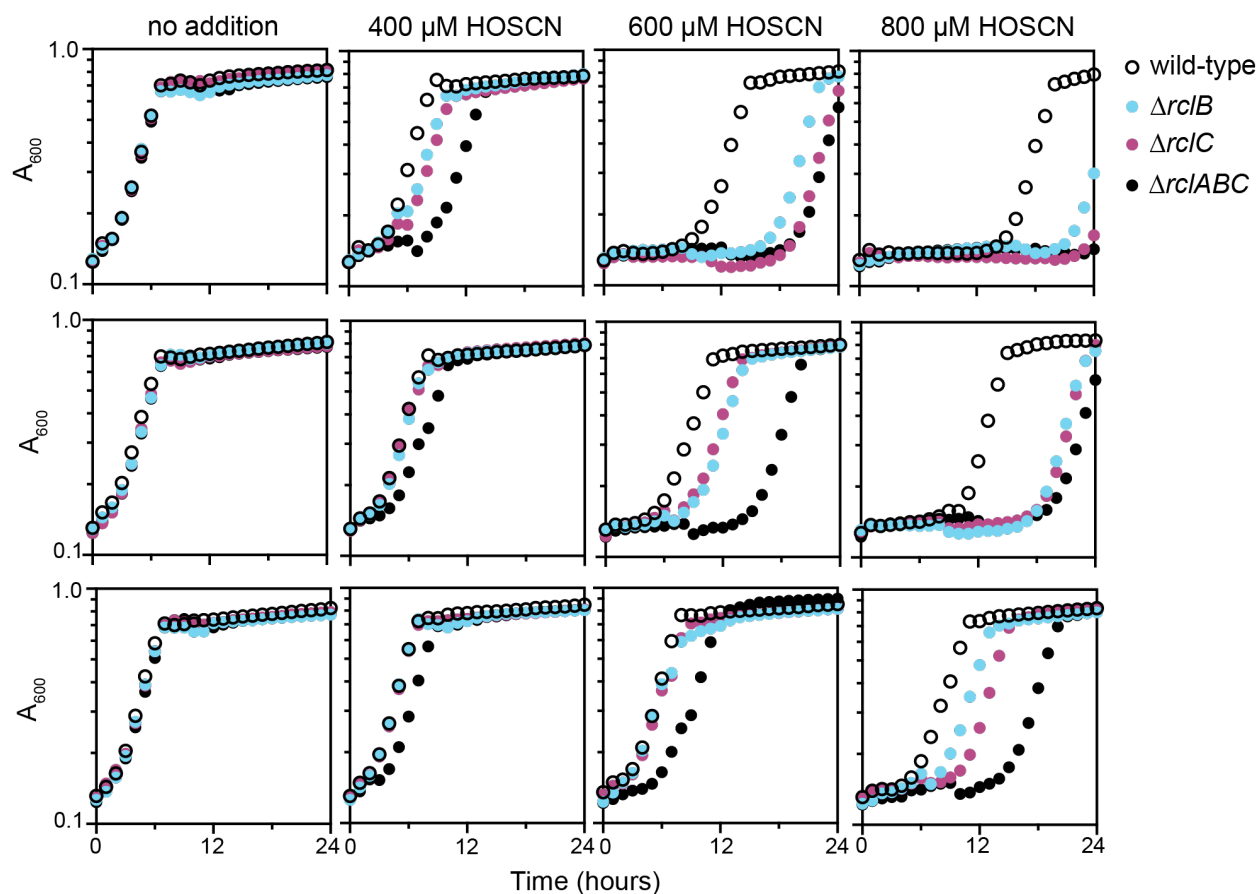 no addition
400 µM HOSCN
600 µM HOSCN
800 µM HOSCN
wild-type
ΔrclB
ΔrclC
ΔrclABC
1.0
A600
0.1
1.0
A600
0.1
1.0
A600
0.1
0 12 24
0 12 24
0 12 24
0 12 24
Time (hours)